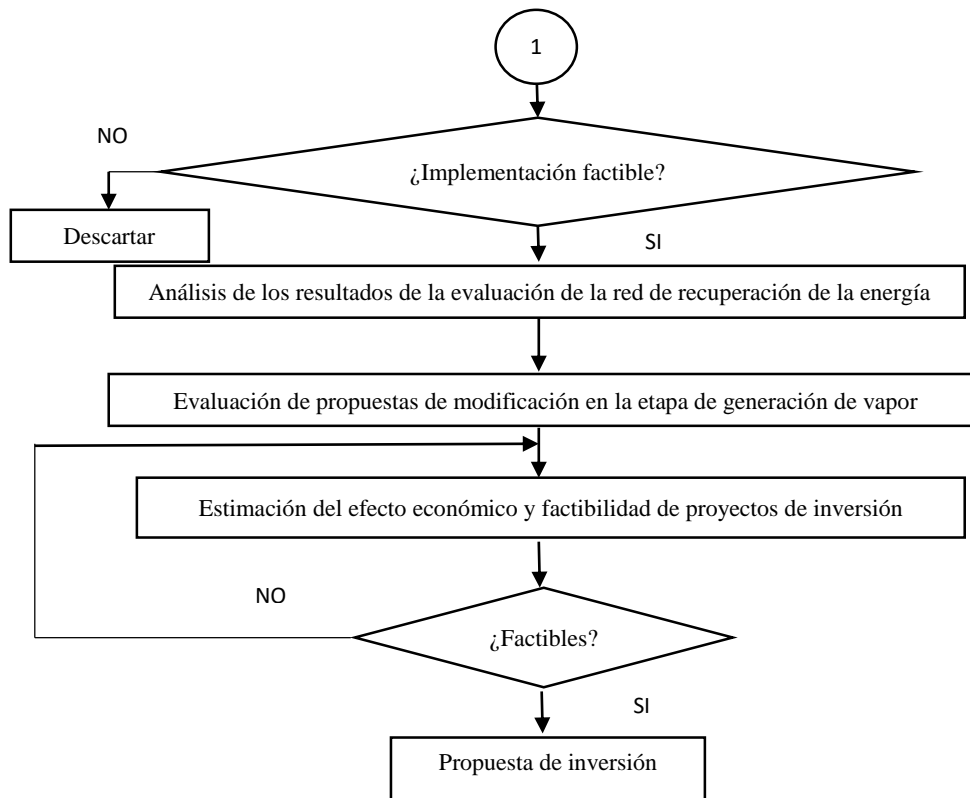 1
NO
¿Implementación factible?
Descartar
SI
Análisis de los resultados de la evaluación de la red de recuperación de la energía
Evaluación de propuestas de modificación en la etapa de generación de vapor
Estimación del efecto económico y factibilidad de proyectos de inversión
NO
¿Factibles?
SI
Propuesta de inversión